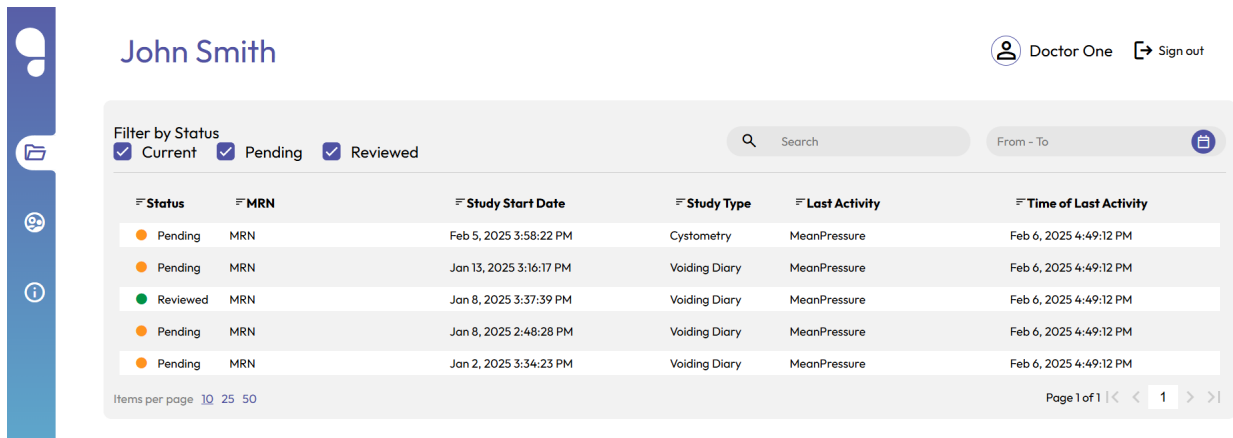 John Smith
Doctor One Sign out
Filter by Status
Current Pending Reviewed
Search
From - To
Status MRN Study Start Date Study Type Last Activity Time of Last Activity
Pending MRN Feb 5, 2025 3:58:22 PM Cystometry MeanPressure Feb 6, 2025 4:49:12 PM
Pending MRN Jan 13, 2025 3:16:17 PM Voiding Diary MeanPressure Feb 6, 2025 4:49:12 PM
Reviewed MRN Jan 8, 2025 3:37:39 PM Voiding Diary MeanPressure Feb 6, 2025 4:49:12 PM
Pending MRN Jan 8, 2025 2:48:28 PM Voiding Diary MeanPressure Feb 6, 2025 4:49:12 PM
Pending MRN Jan 2, 2025 3:34:23 PM Voiding Diary MeanPressure Feb 6, 2025 4:49:12 PM
Items per page 10 25 50
Page 1 of 1 |< < 1 > >|